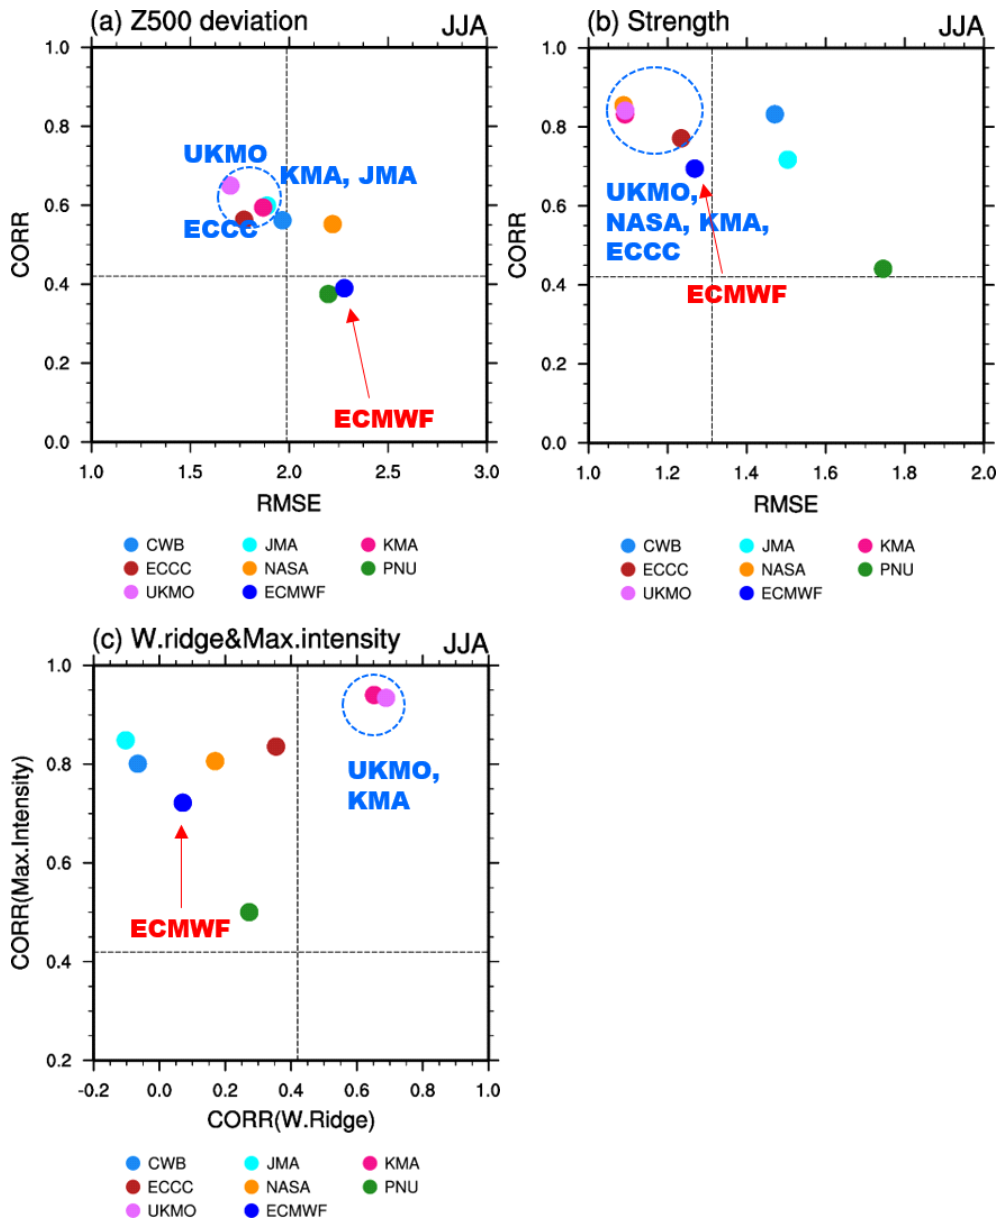 (a) Z500 deviation JJA
1.0
0.8
0.6
0.4
0.2
0.0
CORR
UKMO
KMA, JMA
ECCC
ECMWF
1.0 1.5 2.0 2.5 3.0
RMSE
CWB JMA KMA
ECCC NASA PNU
UKMO ECMWF
(b) Strength JJA
1.0
0.8
0.6
0.4
0.2
0.0
CORR
UKMO,
NASA, KMA,
ECCC
ECMWF
1.0 1.2 1.4 1.6 1.8 2.0
RMSE
CWB JMA KMA
ECCC NASA PNU
UKMO ECMWF
(c) W.ridge&Max.intensity JJA
1.0
0.8
0.6
0.4
0.2
CORR(Max.Intensity)
UKMO,
KMA
ECMWF
-0.2 0.0 0.2 0.4 0.6 0.8 1.0
CORR(W.Ridge)
CWB JMA KMA
ECCC NASA PNU
UKMO ECMWF